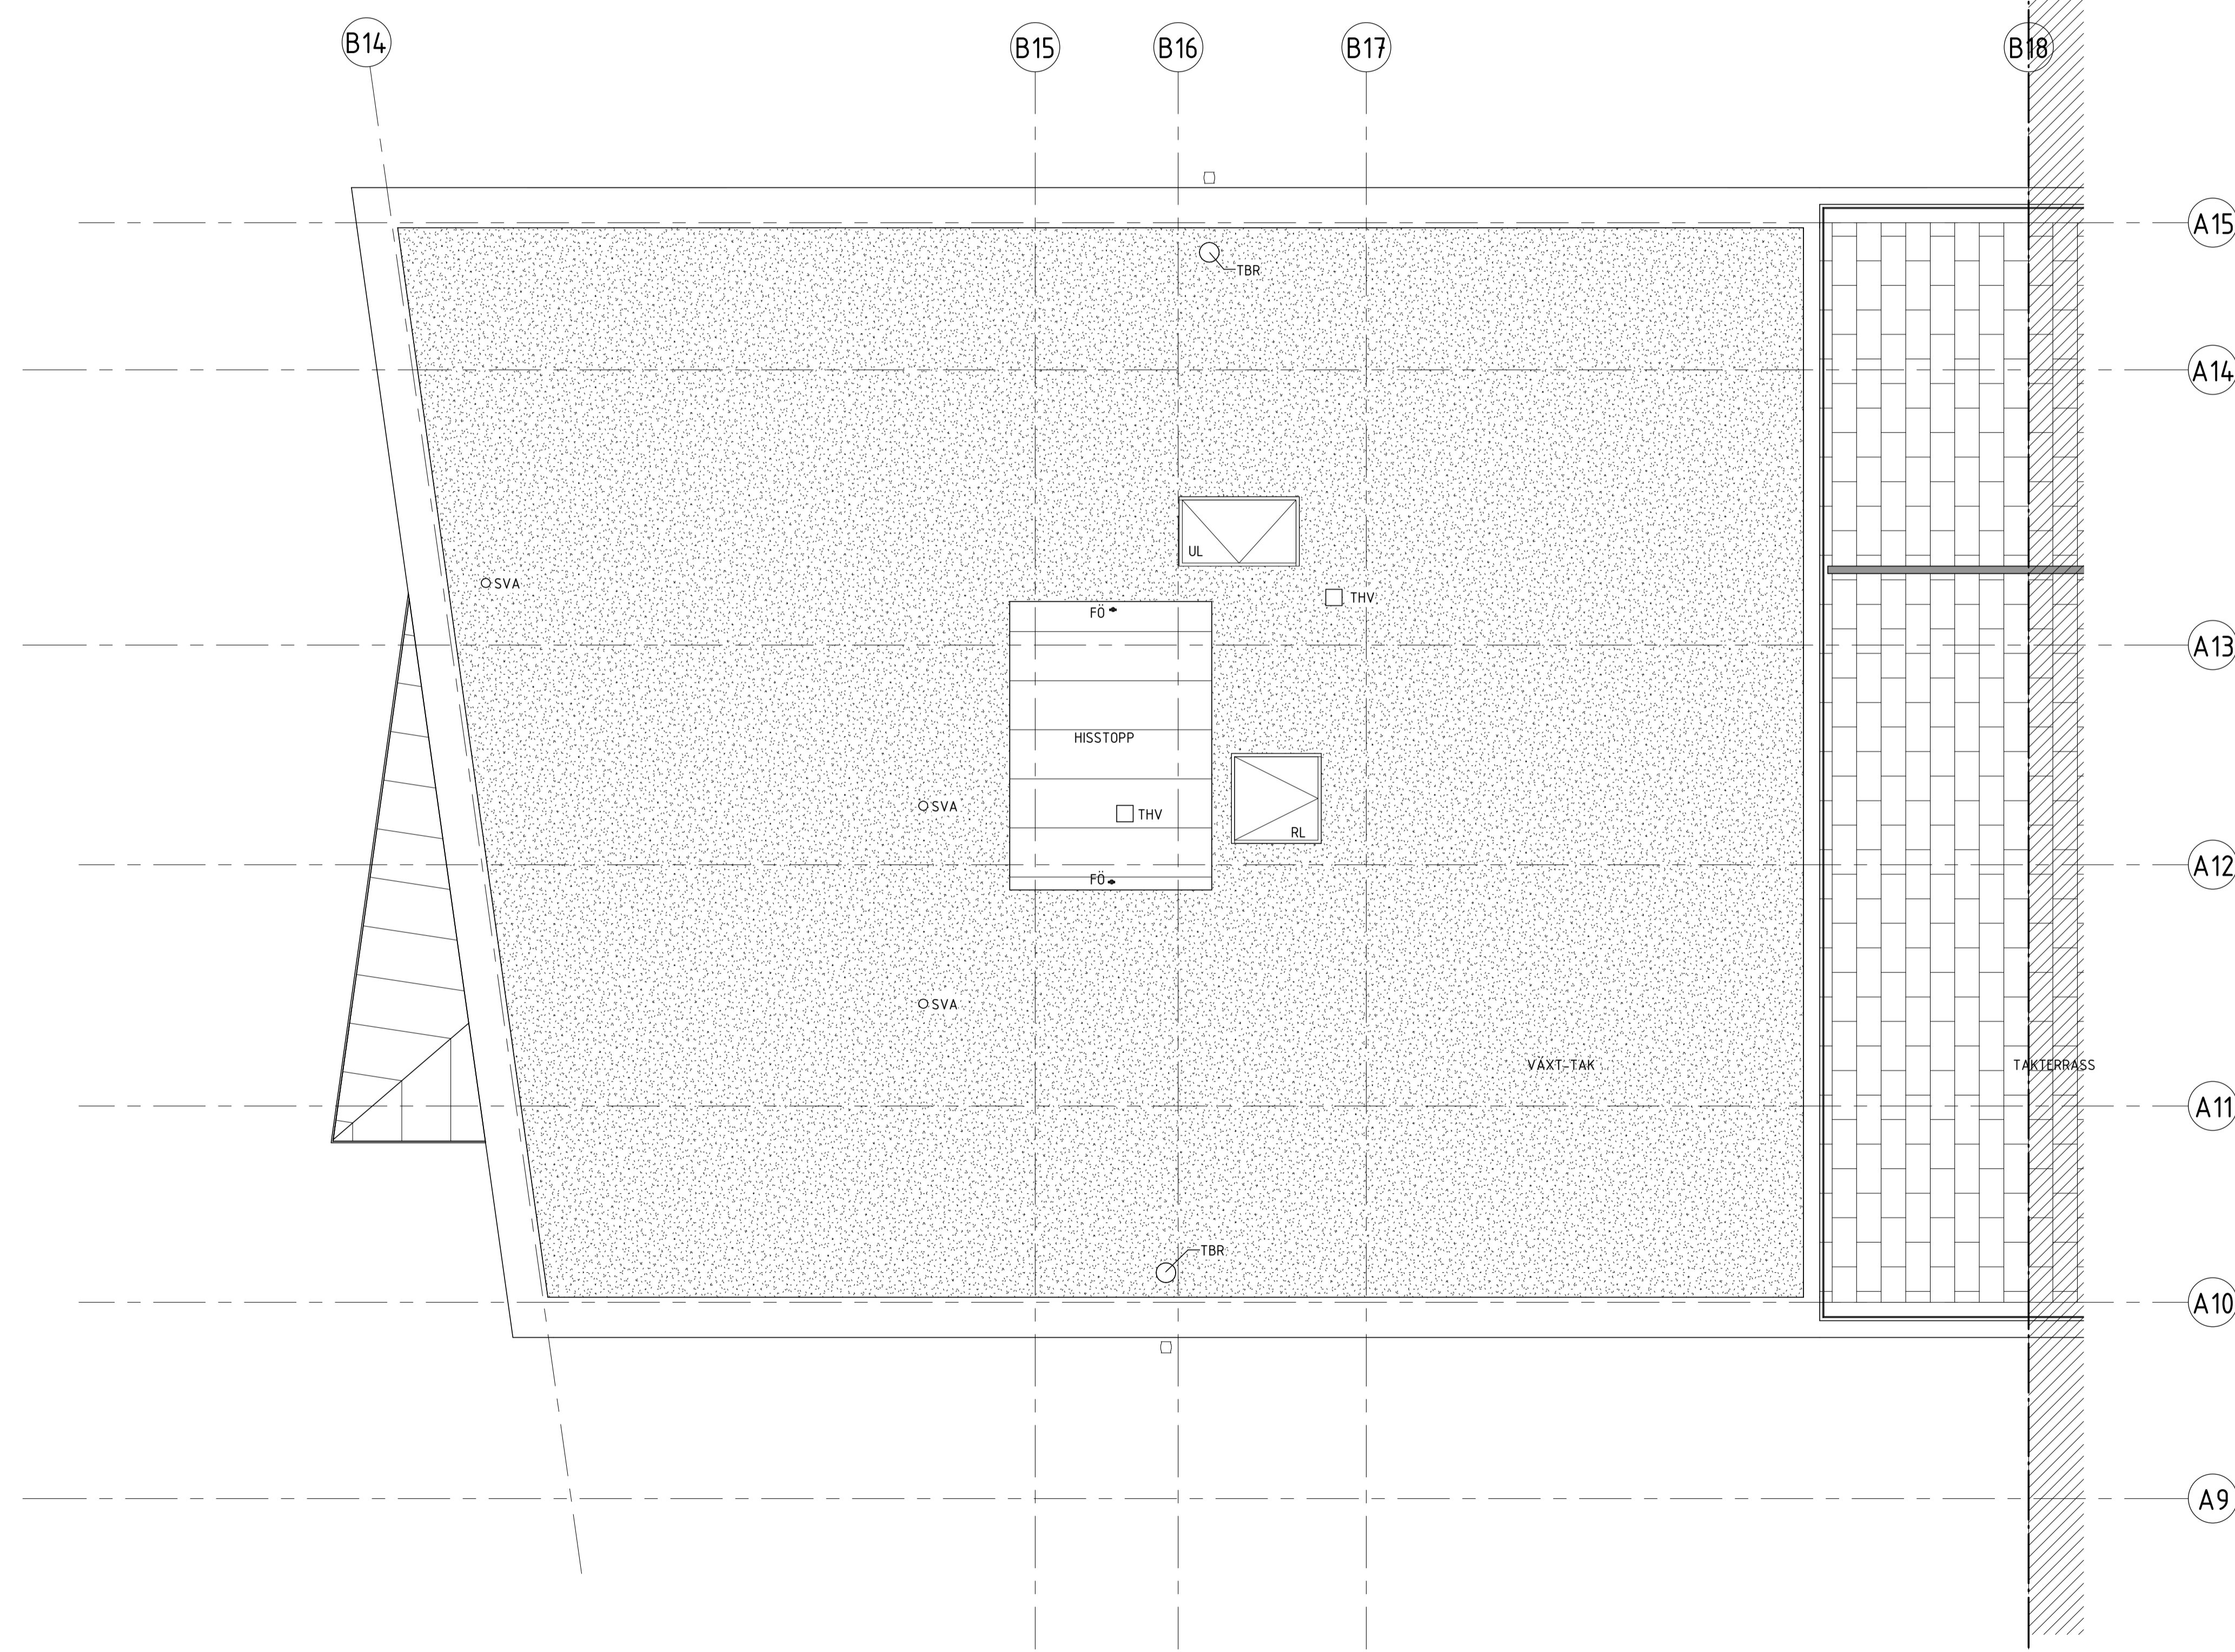 B14
B15
B16
B17
B18
A15
TBR
A14
UL
SVA
THV
FÖ
A13
HISSTOPP
SVA
THV
RL
A12
FÖ
SVA
VÄXT-TAK
TAKTERRASS
A11
TBR
A10
A9